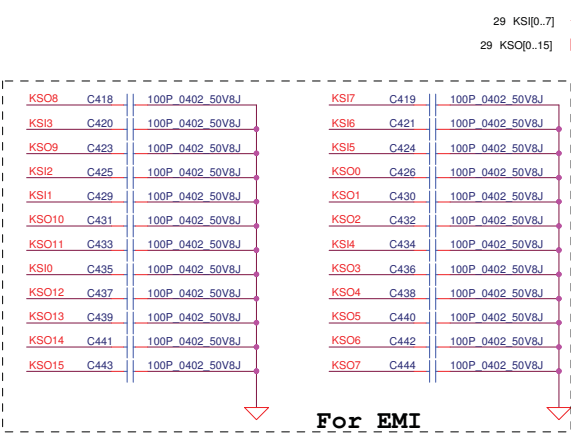 29 KSI[0..7]
29 KSO[0..15]
KSO8 C418 100P_0402_50V8J KSI7 C419 100P_0402_50V8J
KSI3 C420 100P_0402_50V8J KSI6 C421 100P_0402_50V8J
KSO9 C423 100P_0402_50V8J KSI5 C424 100P_0402_50V8J
KSI2 C425 100P_0402_50V8J KSO0 C426 100P_0402_50V8J
KSI1 C429 100P_0402_50V8J KSO1 C430 100P_0402_50V8J
KSO10 C431 100P_0402_50V8J KSO2 C432 100P_0402_50V8J
KSO11 C433 100P_0402_50V8J KSI4 C434 100P_0402_50V8J
KSI0 C435 100P_0402_50V8J KSO3 C436 100P_0402_50V8J
KSO12 C437 100P_0402_50V8J KSO4 C438 100P_0402_50V8J
KSO13 C439 100P_0402_50V8J KSO5 C440 100P_0402_50V8J
KSO14 C441 100P_0402_50V8J KSO6 C442 100P_0402_50V8J
KSO15 C443 100P_0402_50V8J KSO7 C444 100P_0402_50V8J
For EMI